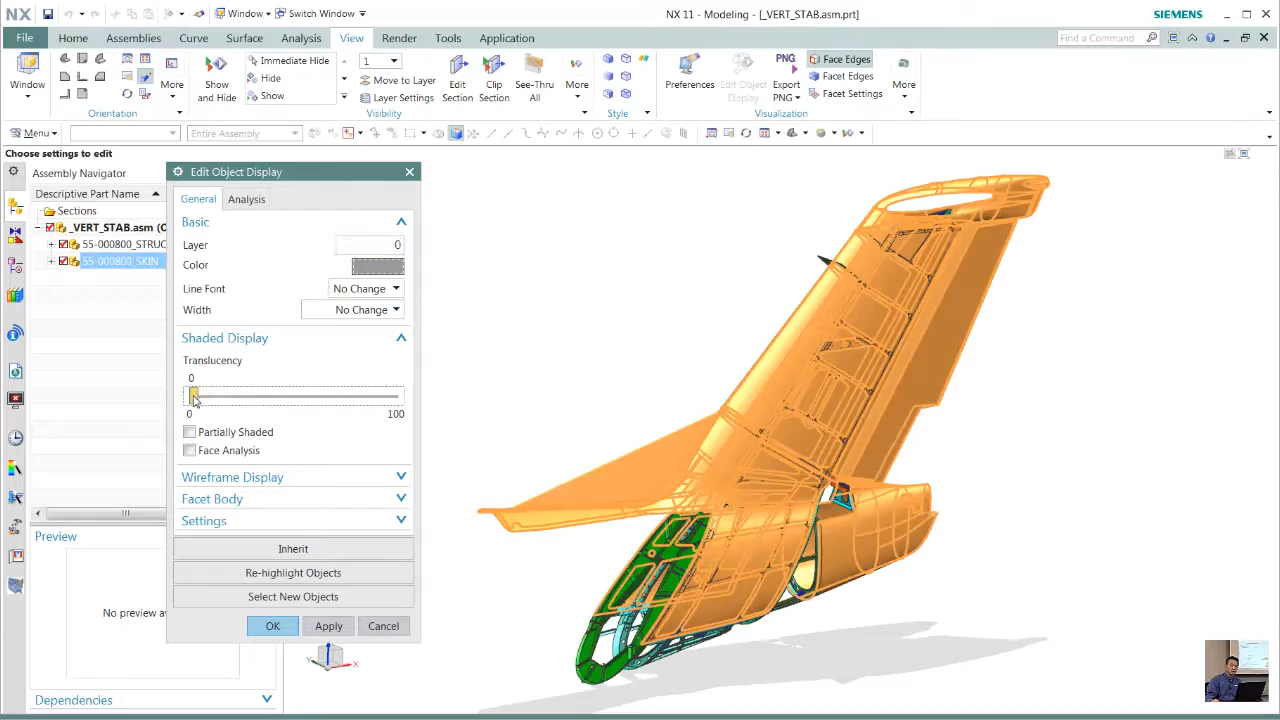 NX
Window
Switch Window
NX 11 - Modeling - [_VERT_STAB.asm.prt]
SIEMENS
File
Home
Assemblies
Curve
Surface
Analysis
View
Render
Tools
Application
Find a Command
Window
More
Orientation
Show and Hide
Immediate Hide
Hide
Show
1
Move to Layer
Layer Settings
Visibility
Edit Section
Clip Section
See-Thru All
More
Style
Preferences
Edit Object Display
PNG
Export PNG
Face Edges
Facet Edges
Facet Settings
More
Visualization
Menu
Entire Assembly
Choose settings to edit
Assembly Navigator
Descriptive Part Name
Sections
_VERT_STAB.asm (O
55-000800_STRUC
55-000800_SKIN
Preview
No preview av
Dependencies
Edit Object Display
General
Analysis
Basic
Layer
0
Color
Line Font
No Change
Width
No Change
Shaded Display
Translucency
0
0
100
Partially Shaded
Face Analysis
Wireframe Display
Facet Body
Settings
Inherit
Re-highlight Objects
Select New Objects
OK
Apply
Cancel
Y
X